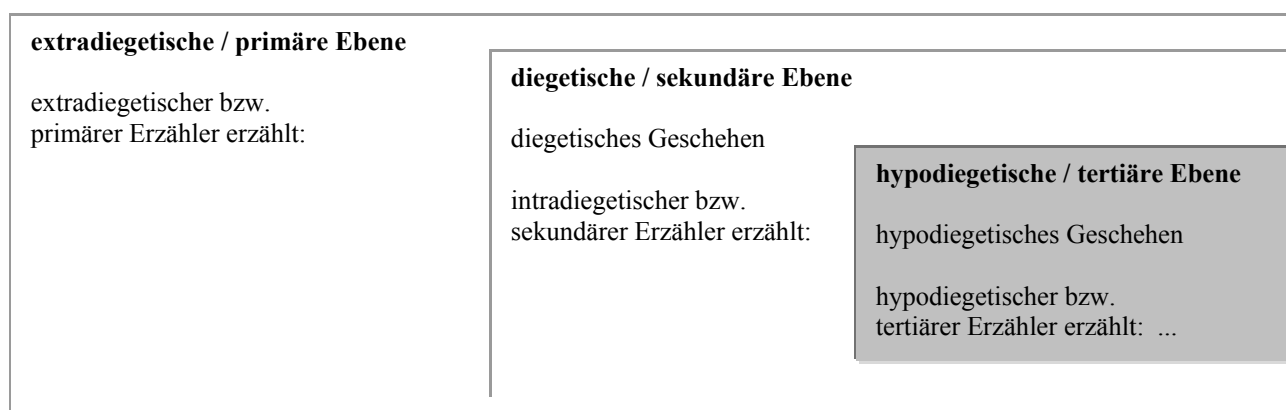 extradiegetische / primäre Ebene
extradiegetischer bzw.
primärer Erzähler erzählt:
diegetische / sekundäre Ebene
diegetisches Geschehen
intradiegetischer bzw.
sekundärer Erzähler erzählt:
hypodiegetische / tertiäre Ebene
hypodiegetisches Geschehen
hypodiegetischer bzw.
tertiärer Erzähler erzählt: ...